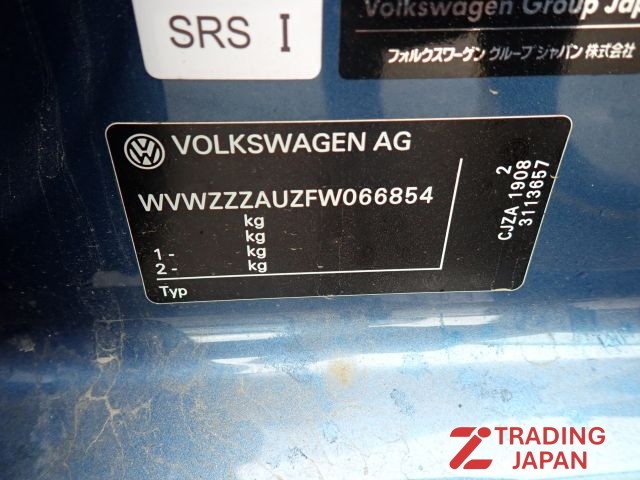 SRS I
Volkswagen Group Jap
フォルクスワーゲン グループ ジャパン 株式会社
VOLKSWAGEN AG
WVWZZZAUZFW066854
kg
kg
1 - kg
2 - kg
Typ
2
CJZA 1908
3113657
TRADING
JAPAN